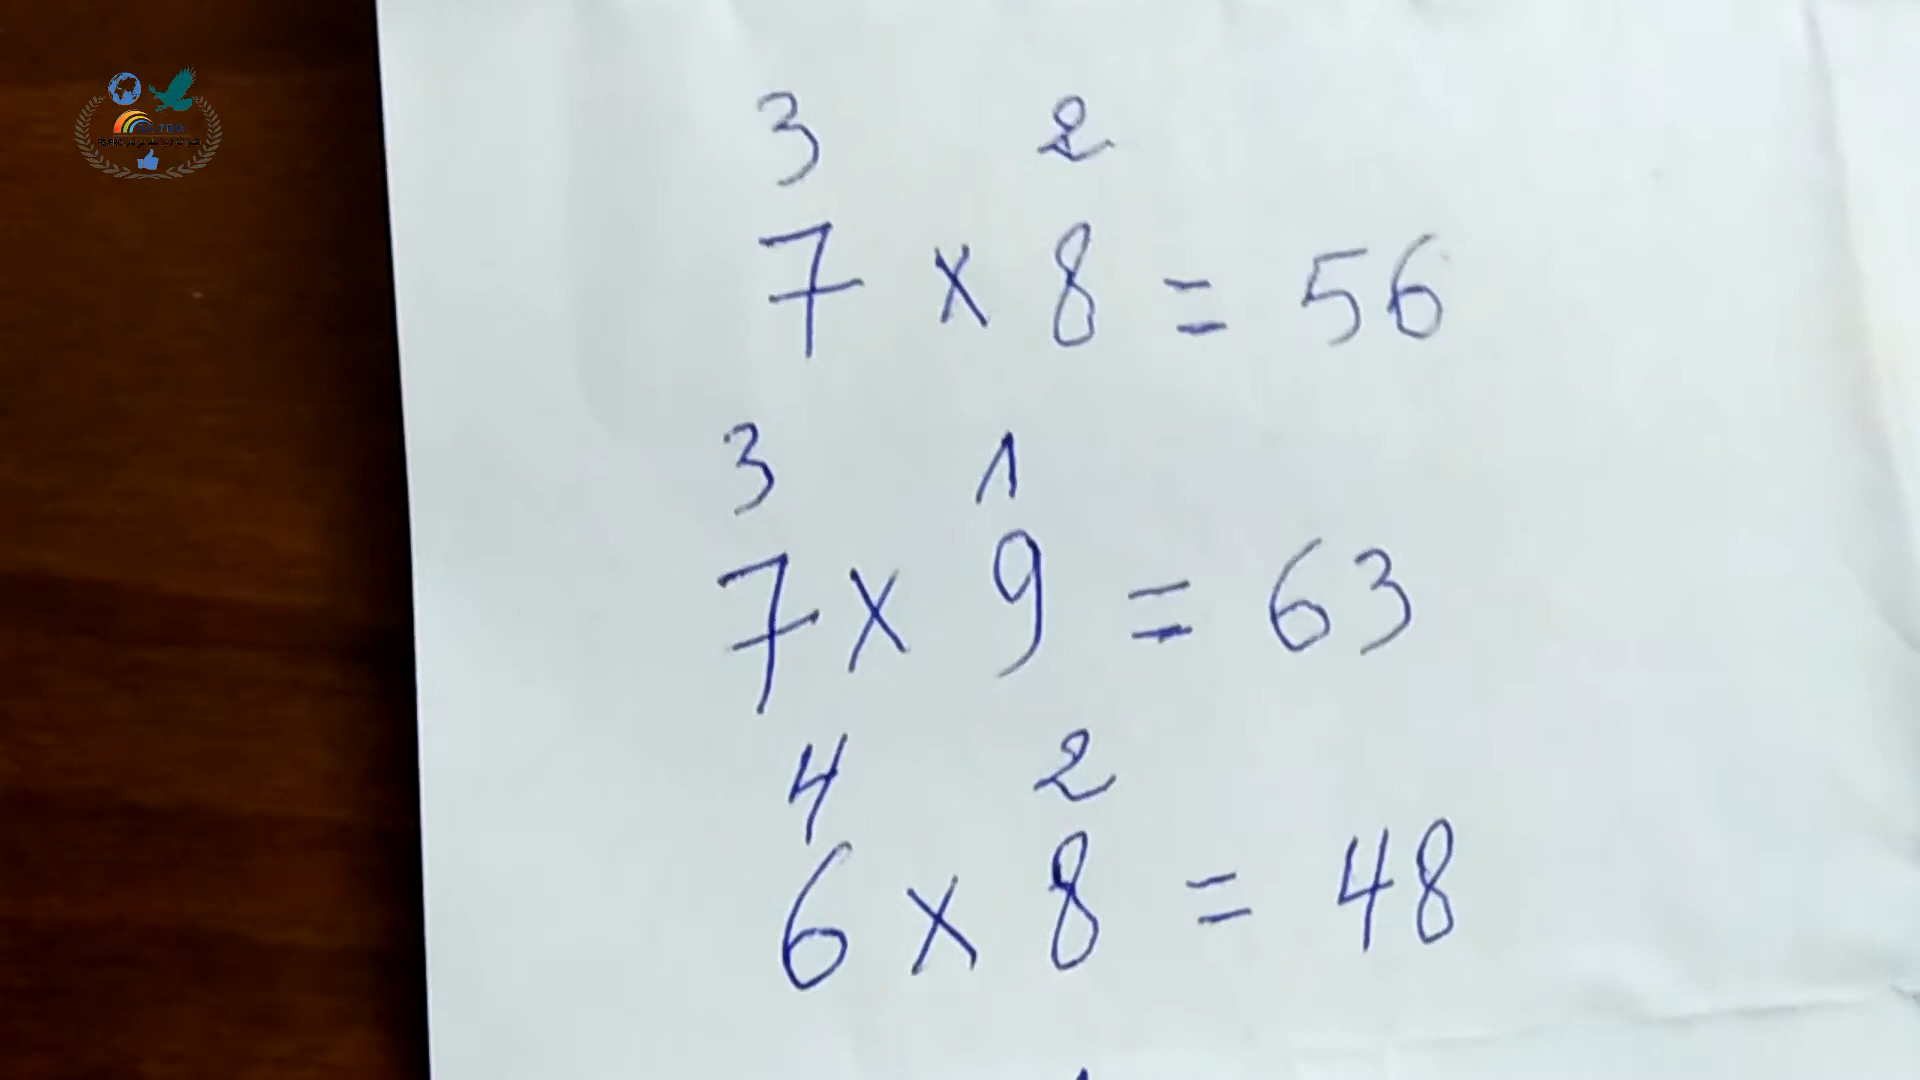 3 2
7 x 8 = 56
3 1
7 x 9 = 63
4 2
6 x 8 = 48